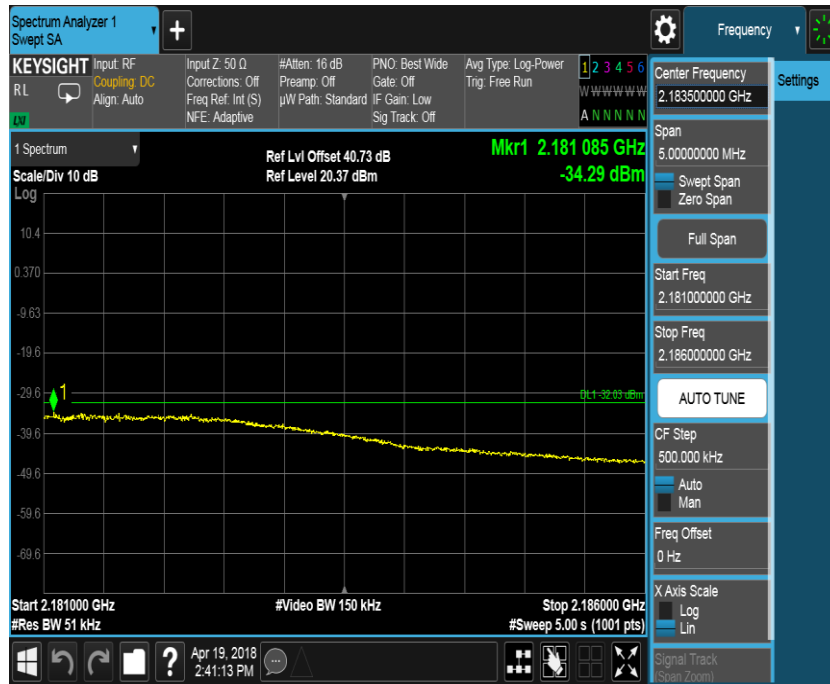 Spectrum Analyzer 1
Swept SA
+
Frequency
KEYSIGHT
RL
LXI
Input: RF
Coupling: DC
Align: Auto
Input Z: 50 Ω
Corrections: Off
Freq Ref: Int (S)
NFE: Adaptive
#Atten: 16 dB
Preamp: Off
µW Path: Standard
PNO: Best Wide
Gate: Off
IF Gain: Low
Sig Track: Off
Avg Type: Log-Power
Trig: Free Run
1 2 3 4 5 6
W W W W W W
A N N N N N
1 Spectrum
Scale/Div 10 dB
Log
Ref Lvl Offset 40.73 dB
Ref Level 20.37 dBm
Mkr1 2.181 085 GHz
-34.29 dBm
10.4
0.370
-9.63
-19.6
-29.6
-39.6
-49.6
-59.6
-69.6
1
DL1 -32.03 dBm
Start 2.181000 GHz
#Res BW 51 kHz
#Video BW 150 kHz
Stop 2.186000 GHz
#Sweep 5.00 s (1001 pts)
Center Frequency
2.183500000 GHz
Settings
Span
5.00000000 MHz
Swept Span
Zero Span
Full Span
Start Freq
2.181000000 GHz
Stop Freq
2.186000000 GHz
AUTO TUNE
CF Step
500.000 kHz
Auto
Man
Freq Offset
0 Hz
X Axis Scale
Log
Lin
Signal Track
(Span Zoom)
?
Apr 19, 2018
2:41:13 PM